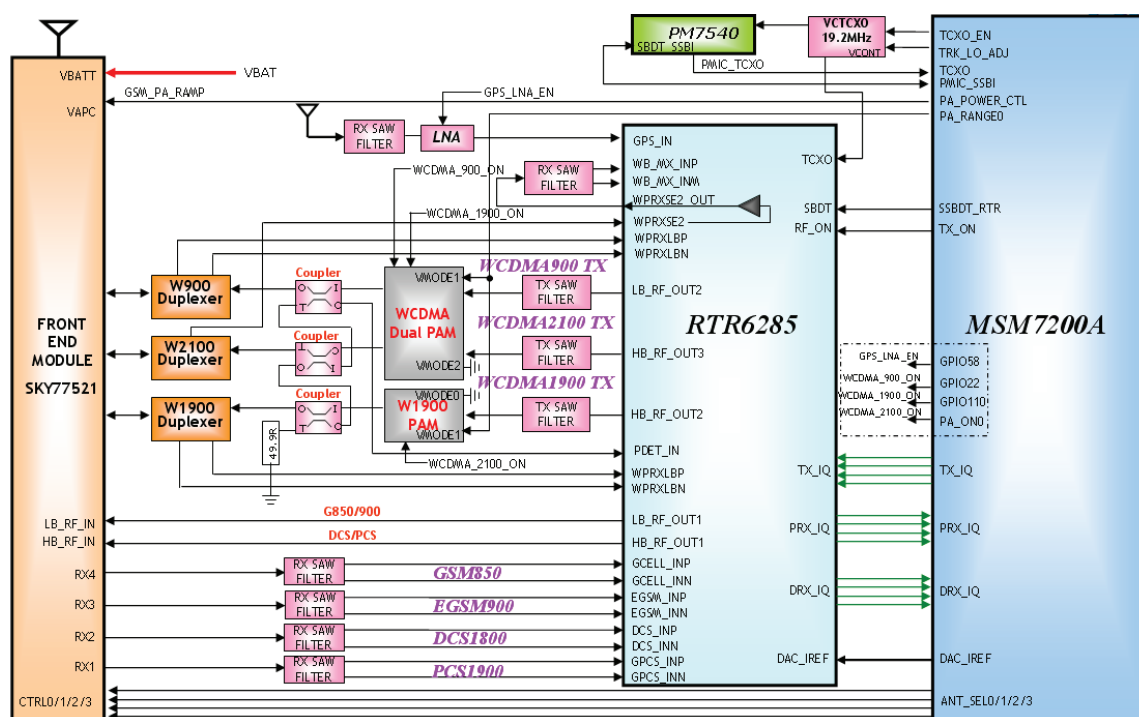 VCTCXO
19.2MHz
VCONT
PM7540
SBDT_SSBI
PMIC_TCXO
TCXO_EN
TRK_LO_ADJ
TCXO
PMIC_SSBI
PA_POWER_CTL
PA_RANGE0
VBATT
VBAT
GSM_PA_RAMP
VAPC
GPS_LNA_EN
RX SAW
FILTER
LNA
GPS_IN
TCXO
WCDMA_900_ON
RX SAW
FILTER
WB_MX_INP
WB_MX_INM
WPRXSE2_OUT
WCDMA_1900_ON
WPRXSE2
SBDT
SSBDT_RTR
RF_ON
TX_ON
WPRXLBP
WPRXLBN
WCDMA900 TX
Coupler
O I
T C
W900
Duplexer
VMODE1
WCDMA
Dual PAM
VMODE2
TX SAW
FILTER
LB_RF_OUT2
RTR6285
MSM7200A
FRONT
END
MODULE
SKY77521
WCDMA2100 TX
Coupler
W2100
Duplexer
TX SAW
FILTER
HB_RF_OUT3
GPS_LNA_EN
GPIO58
WCDMA_900_ON
GPIO22
WCDMA_1900_ON
GPIO110
WCDMA_2100_ON
PA_ON0
WCDMA1900 TX
Coupler
W1900
Duplexer
VMODE0
W1900
PAM
VMODE1
TX SAW
FILTER
HB_RF_OUT2
49.9R
WCDMA_2100_ON
PDET_IN
TX_IQ
TX_IQ
WPRXLBP
WPRXLBN
G850/900
LB_RF_IN
LB_RF_OUT1
PRX_IQ
PRX_IQ
DCS/PCS
HB_RF_IN
HB_RF_OUT1
RX4
RX SAW
FILTER
GSM850
GCELL_INP
GCELL_INN
DRX_IQ
DRX_IQ
RX3
RX SAW
FILTER
EGSM900
EGSM_INP
EGSM_INN
RX2
RX SAW
FILTER
DCS1800
DCS_INP
DCS_INN
RX1
RX SAW
FILTER
PCS1900
GPCS_INP
GPCS_INN
DAC_IREF
DAC_IREF
CTRL0/1/2/3
ANT_SEL0/1/2/3